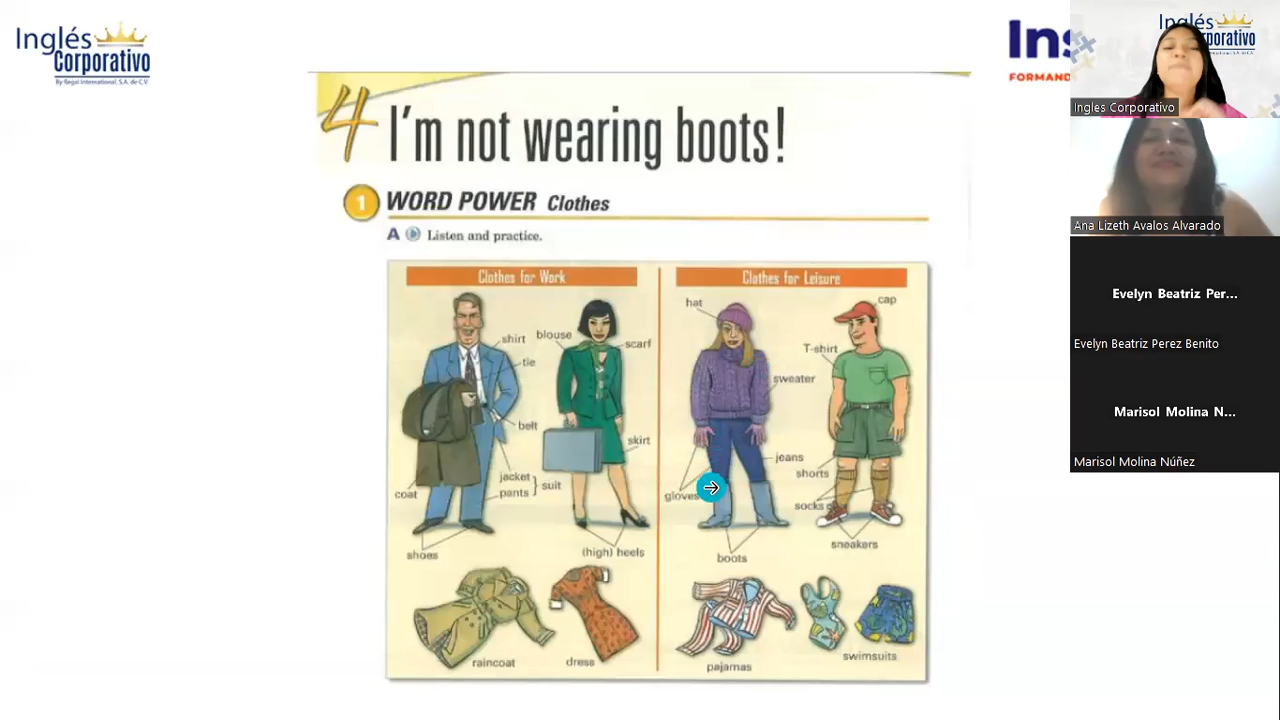 Inglés
Corporativo
By Regal International, S.A. de C.V.
4 I'm not wearing boots!
1 WORD POWER Clothes
A Listen and practice.
Clothes for Work
shirt
blouse
scarf
tie
belt
skirt
jacket
pants
suit
coat
shoes
(high) heels
raincoat
dress
Clothes for Leisure
hat
cap
T-shirt
sweater
jeans
shorts
gloves
socks
sneakers
boots
pajamas
swimsuits
Ins
FORMAND
Inglés
Corporativo
Ingles Corporativo
Ana Lizeth Avalos Alvarado
Evelyn Beatriz Per...
Evelyn Beatriz Perez Benito
Marisol Molina N...
Marisol Molina Núñez